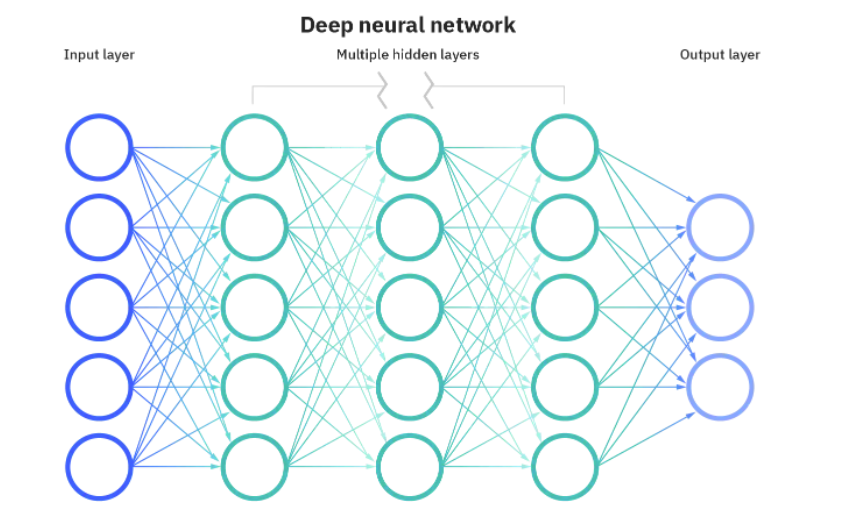 Deep neural network
Input layer
Multiple hidden layers
Output layer